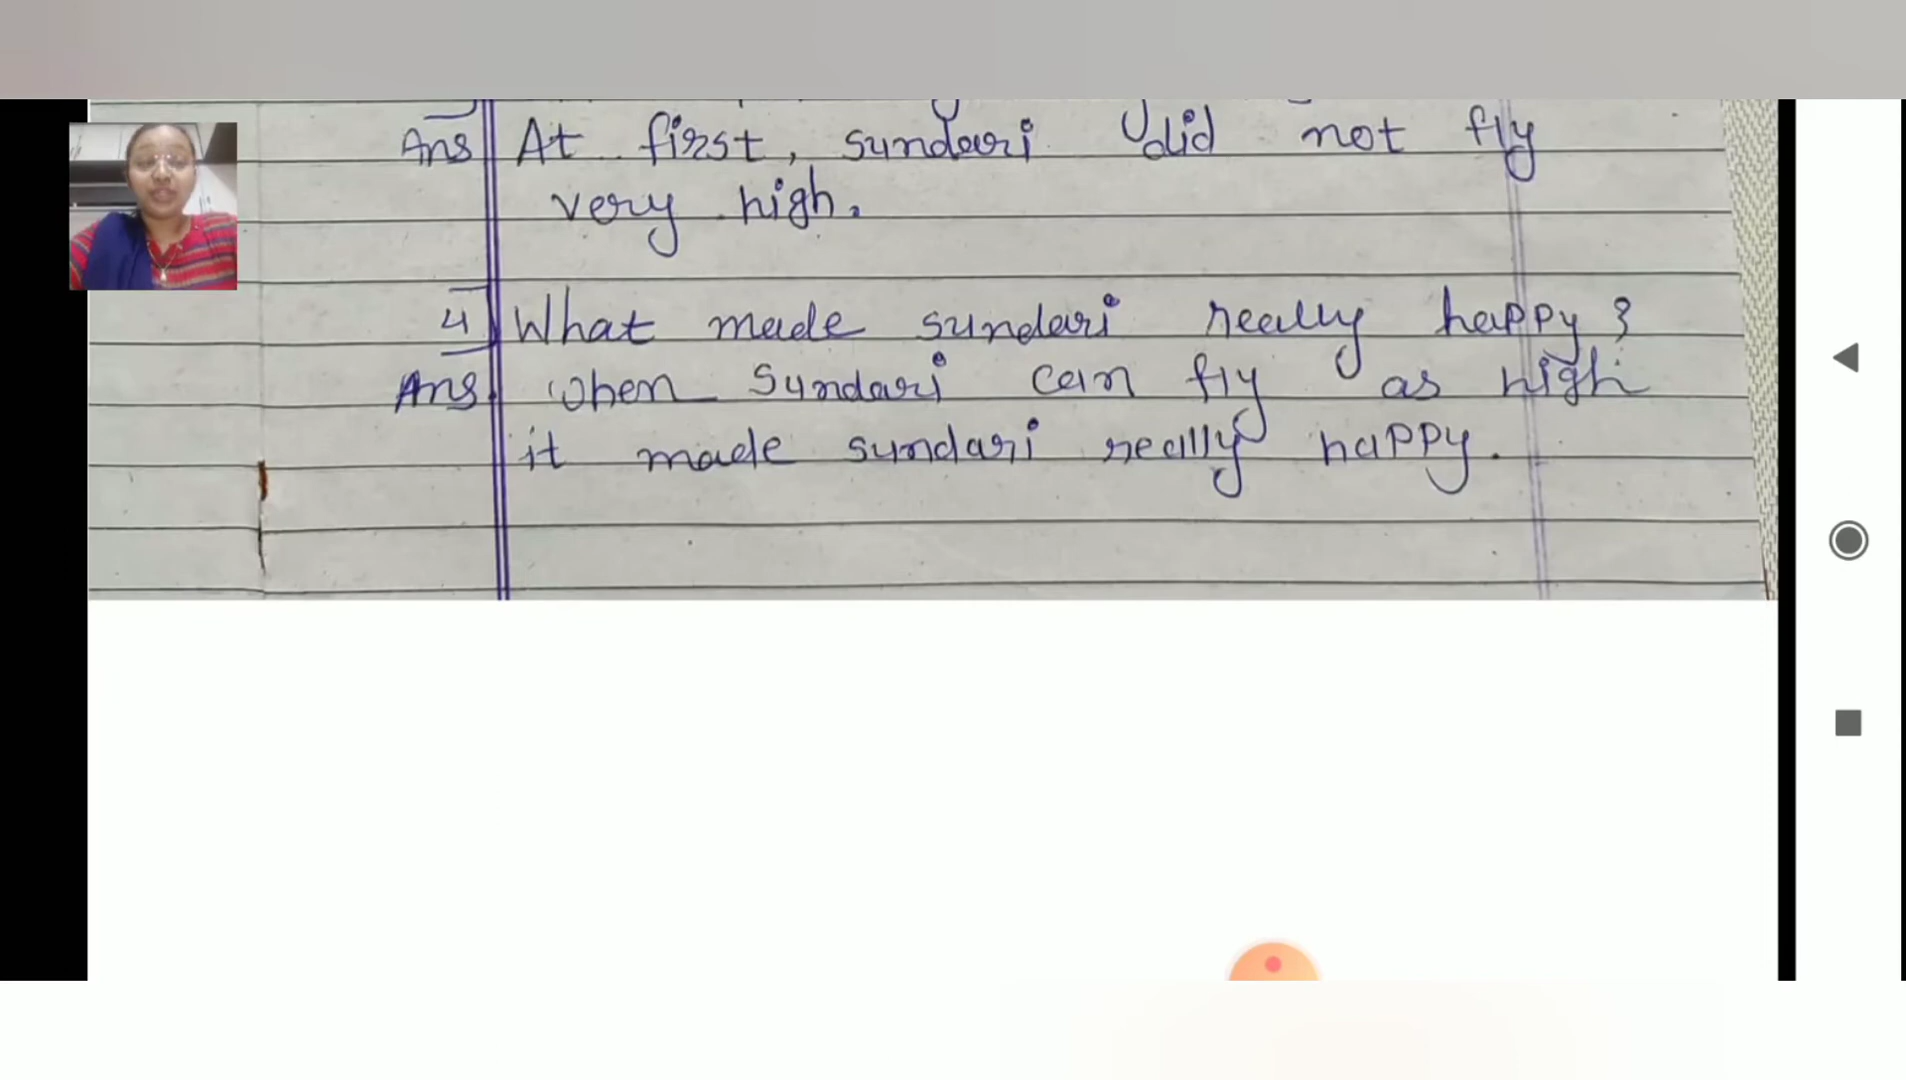 Ans At first, sundari did not fly
very high.
4 What made sundari really happy?
Ans When Sundari can fly as high
it made sundari really happy.